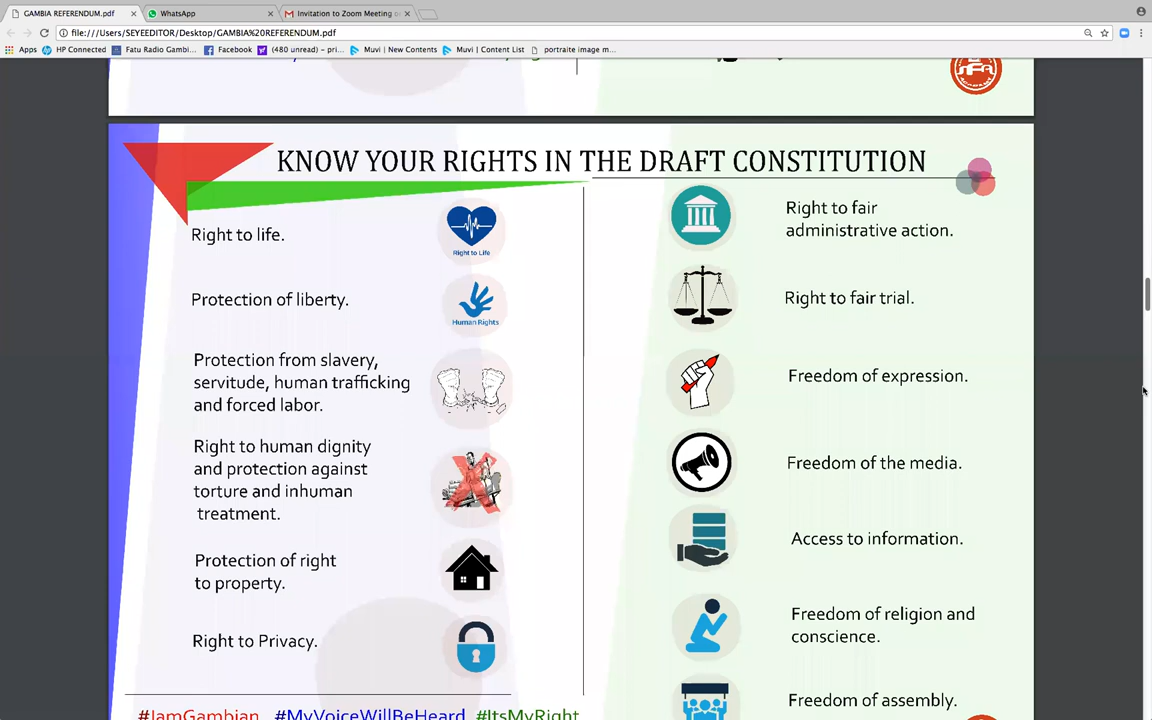 GAMBIA REFERENDUM.pdf
WhatsApp
Invitation to Zoom Meeting
file:///Users/SEYEEDITOR/Desktop/GAMBIA%20REFERENDUM.pdf
Apps HP Connected Fatu Radio Gambi... Facebook (480 unread) - pri... Muvi | New Contents Muvi | Content List portraite image m...
KNOW YOUR RIGHTS IN THE DRAFT CONSTITUTION
Right to life.
Right to Life
Protection of liberty.
Human Rights
Protection from slavery,
servitude, human trafficking
and forced labor.
Right to human dignity
and protection against
torture and inhuman
treatment.
Protection of right
to property.
Right to Privacy.
#IamGambian #MyVoiceWillBeHeard #ItsMyRight
Right to fair
administrative action.
Right to fair trial.
Freedom of expression.
Freedom of the media.
Access to information.
Freedom of religion and
conscience.
Freedom of assembly.